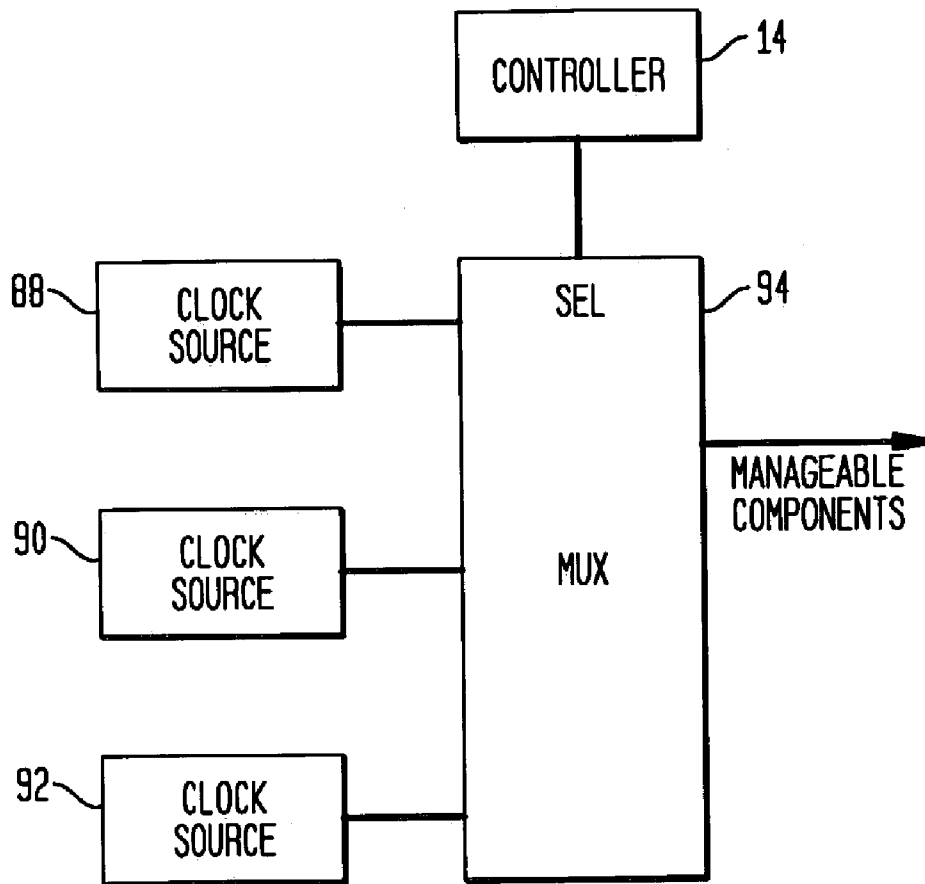 CONTROLLER
14
88
CLOCK
SOURCE
SEL
94
MANAGEABLE
COMPONENTS
90
CLOCK
SOURCE
MUX
92
CLOCK
SOURCE